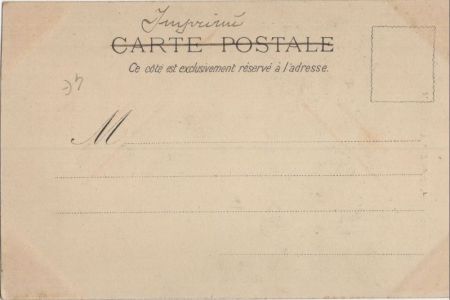 Imprimé
CARTE POSTALE
Ce côté est exclusivement réservé à l'adresse.
M